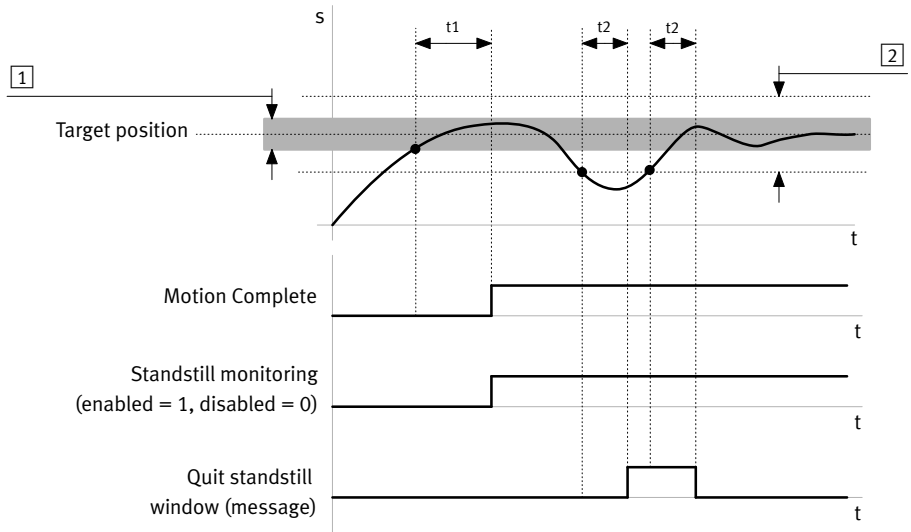 s
t1
t2
t2
1
2
Target position
t
Motion Complete
t
Standstill monitoring
(enabled = 1, disabled = 0)
t
Quit standstill
window (message)
t